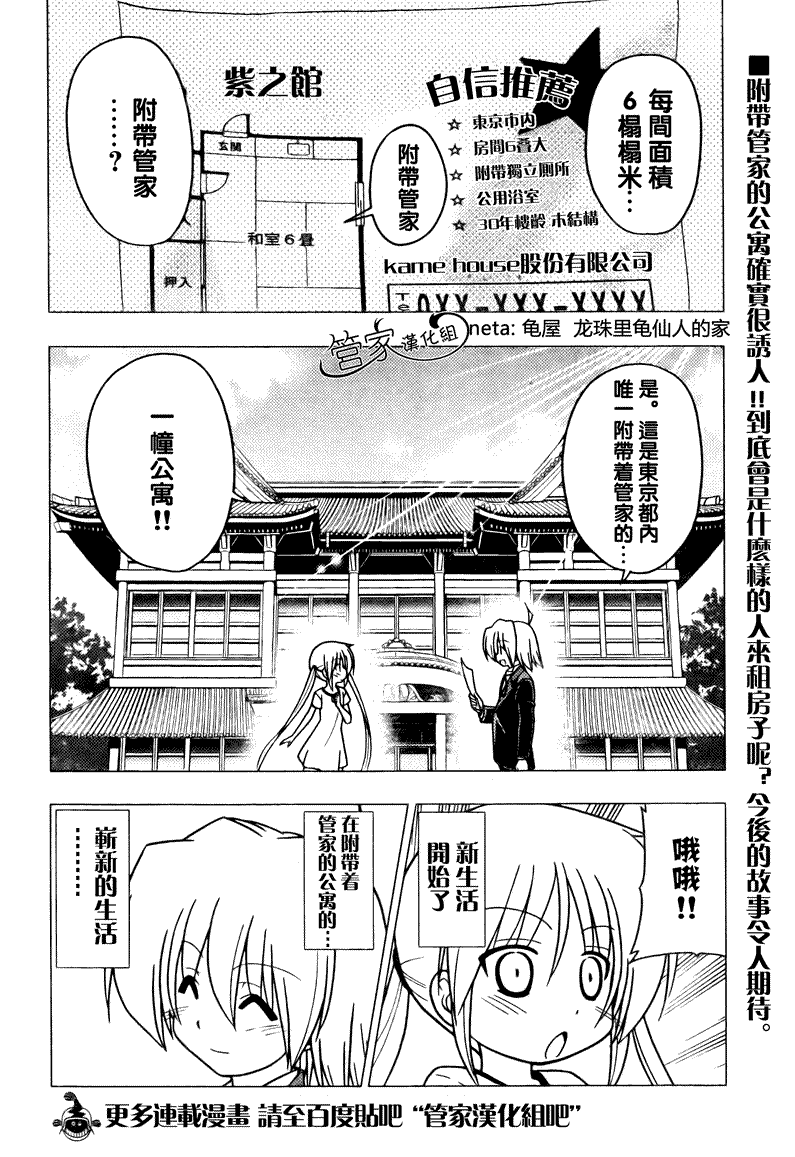 每間面積
6榻榻米…
自信推薦
☆ 東京市内
☆ 房間6疊大
☆ 附帶獨立厠所
☆ 公用浴室
☆ 30年樓齡 木結構
kame house股份有限公司
0XX-XXX-XXXX
附帶管家
紫之館
玄関
和室6畳
押入
附帶管家
……?
neta: 龟屋 龙珠里龟仙人的家
管家漢化組
是。這是東京都内
唯一附帶着管家的…
一幢公寓!!
哦哦!!
新生活
開始了
在附帶着
管家的公寓的…
嶄新的生活
………
■附帶管家的公寓確實很誘人!!到底會是什麼樣的人來租房子呢?今後的故事令人期待。
更多連載漫畫 請至百度貼吧 “管家漢化組吧”